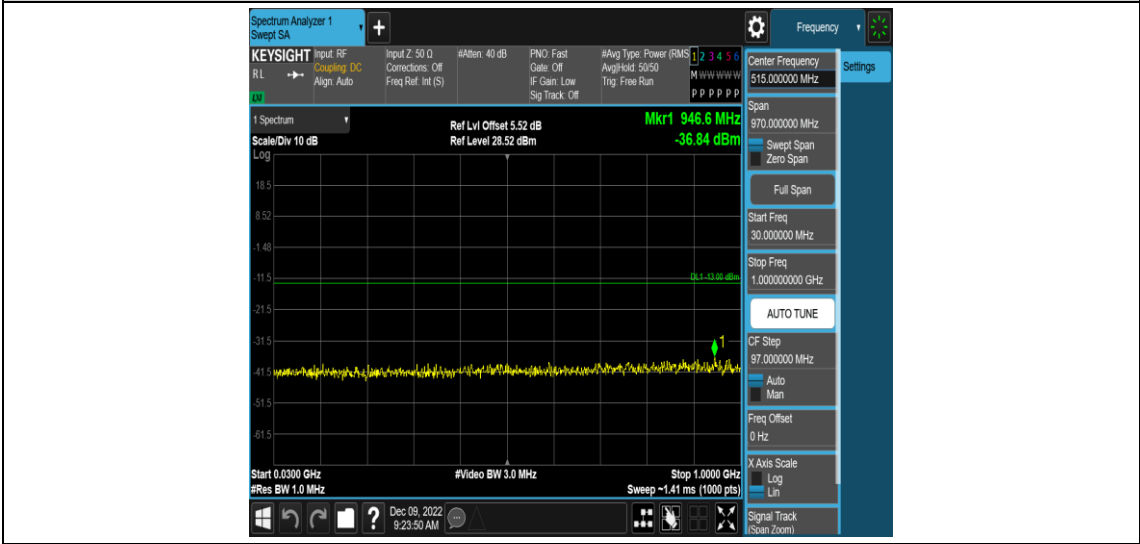 Spectrum Analyzer 1
Swept SA
+
Frequency
KEYSIGHT
RL
Input: RF
Coupling: DC
Align: Auto
Input Z: 50 Ω
Corrections: Off
Freq Ref: Int (S)
#Atten: 40 dB
PNO: Fast
Gate: Off
IF Gain: Low
Sig Track: Off
#Avg Type: Power (RMS
Avg|Hold: 50/50
Trig: Free Run
1 2 3 4 5 6
M W W W W W
P P P P P P
1 Spectrum
Scale/Div 10 dB
Log
Ref Lvl Offset 5.52 dB
Ref Level 28.52 dBm
Mkr1 946.6 MHz
-36.84 dBm
18.5
8.52
-1.48
-11.5
DL1 -13.00 dBm
-21.5
-31.5
1
-41.5
-51.5
-61.5
Start 0.0300 GHz
#Res BW 1.0 MHz
#Video BW 3.0 MHz
Stop 1.0000 GHz
Sweep ~1.41 ms (1000 pts)
?
Dec 09, 2022
9:23:50 AM
Center Frequency
515.000000 MHz
Span
970.000000 MHz
Swept Span
Zero Span
Full Span
Start Freq
30.000000 MHz
Stop Freq
1.000000000 GHz
AUTO TUNE
CF Step
97.000000 MHz
Auto
Man
Freq Offset
0 Hz
X Axis Scale
Log
Lin
Signal Track
(Span Zoom)
Settings